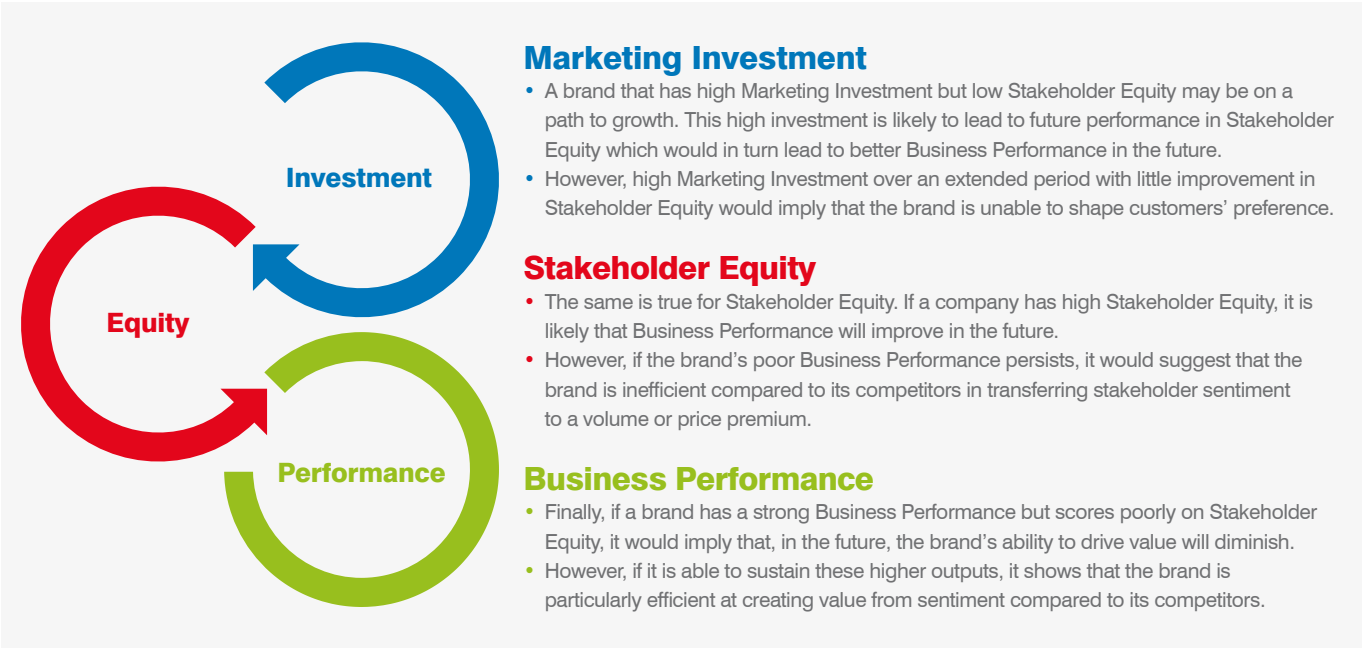 Investment
Equity
Performance
Marketing Investment
• A brand that has high Marketing Investment but low Stakeholder Equity may be on a
path to growth. This high investment is likely to lead to future performance in Stakeholder
Equity which would in turn lead to better Business Performance in the future.
• However, high Marketing Investment over an extended period with little improvement in
Stakeholder Equity would imply that the brand is unable to shape customers’ preference.
Stakeholder Equity
• The same is true for Stakeholder Equity. If a company has high Stakeholder Equity, it is
likely that Business Performance will improve in the future.
• However, if the brand’s poor Business Performance persists, it would suggest that the
brand is inefficient compared to its competitors in transferring stakeholder sentiment
to a volume or price premium.
Business Performance
• Finally, if a brand has a strong Business Performance but scores poorly on Stakeholder
Equity, it would imply that, in the future, the brand’s ability to drive value will diminish.
• However, if it is able to sustain these higher outputs, it shows that the brand is
particularly efficient at creating value from sentiment compared to its competitors.